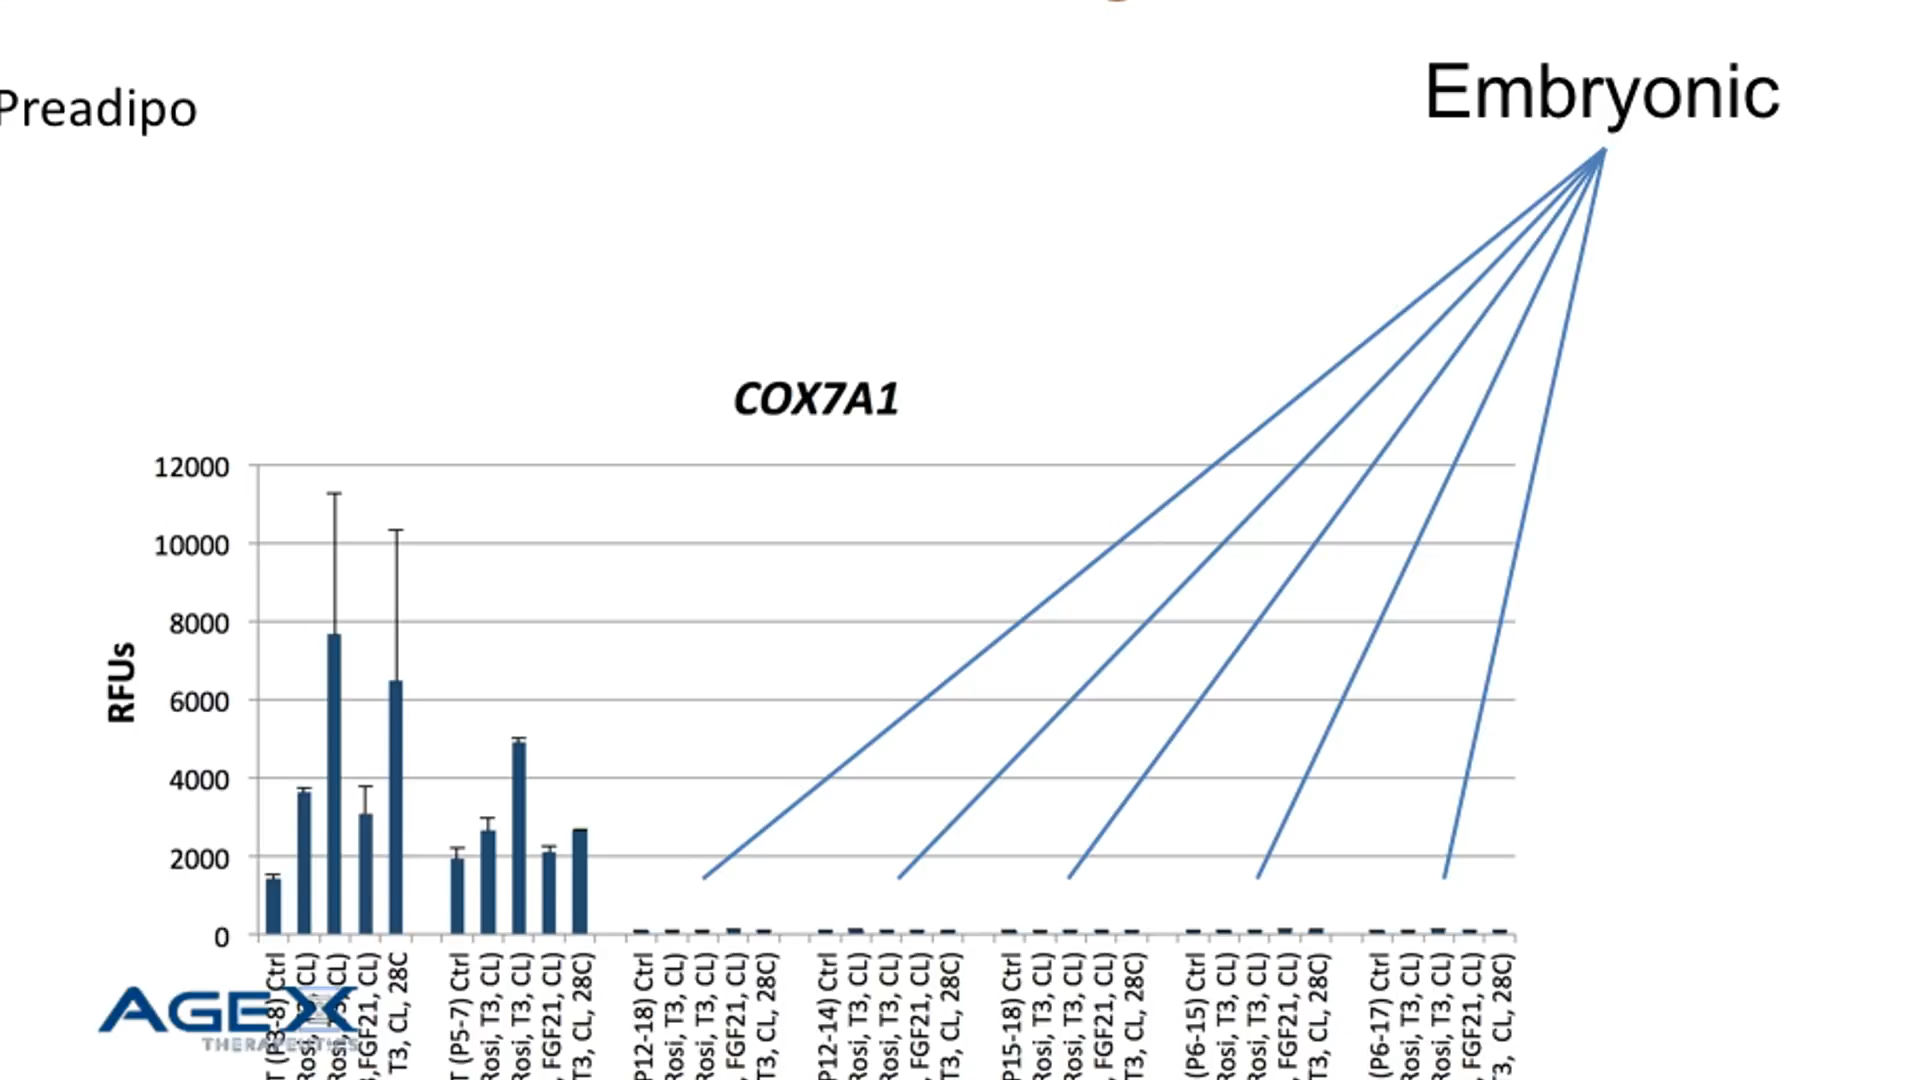 Embryonic
Preadipo
COX7A1
RFUs
12000
10000
8000
6000
4000
2000
0
T (P3-8) Ctrl
Rosi, CL)
Rosi, T3, CL)
,FGF21, CL)
T3, CL, 28C
T (P5-7) Ctrl
Rosi, T3, CL)
Rosi, T3, CL)
, FGF21, CL)
T3, CL, 28C)
P12-18) Ctrl
Rosi, T3, CL)
Rosi, T3, CL)
, FGF21, CL)
T3, CL, 28C)
P12-14) Ctrl
Rosi, T3, CL)
Rosi, T3, CL)
, FGF21, CL)
T3, CL, 28C)
P15-18) Ctrl
Rosi, T3, CL)
Rosi, T3, CL)
, FGF21, CL)
T3, CL, 28C)
(P6-15) Ctrl
Rosi, T3, CL)
Rosi, T3, CL)
, FGF21, CL)
T3, CL, 28C)
(P6-17) Ctrl
Rosi, T3, CL)
Rosi, T3, CL)
, FGF21, CL)
T3, CL, 28C)
AGEX
THERAPEUTICS